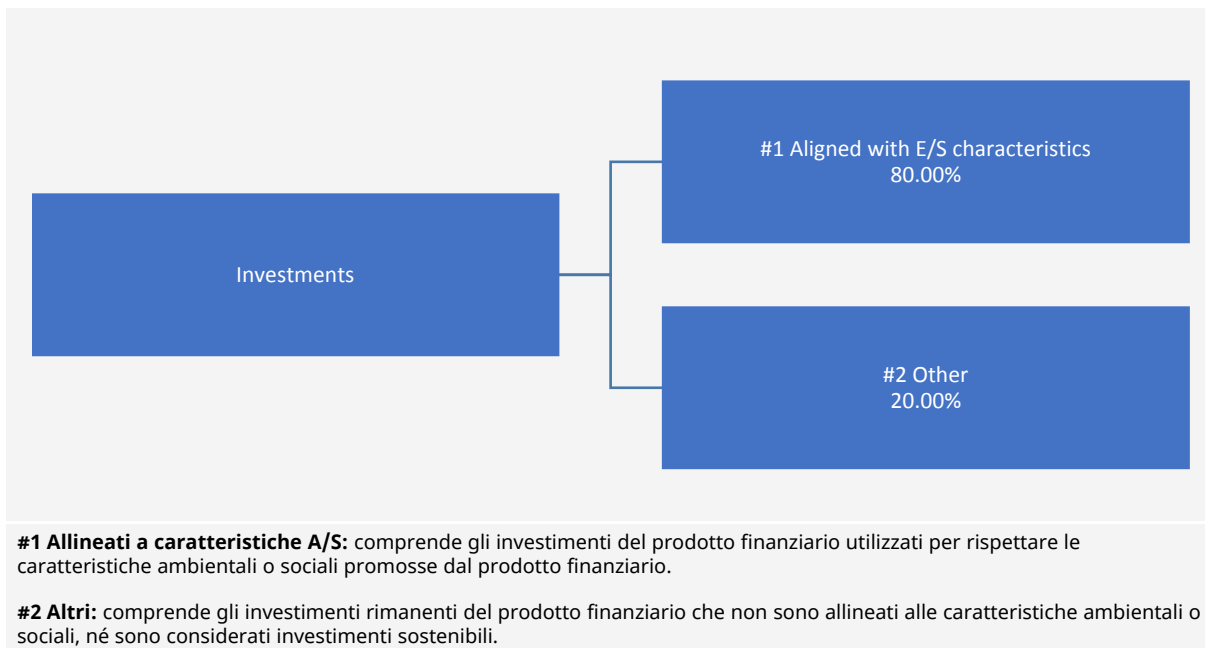 #1 Aligned with E/S characteristics
80.00%
Investments
#2 Other
20.00%
#1 Allineati a caratteristiche A/S: comprende gli investimenti del prodotto finanziario utilizzati per rispettare le
caratteristiche ambientali o sociali promosse dal prodotto finanziario.
#2 Altri: comprende gli investimenti rimanenti del prodotto finanziario che non sono allineati alle caratteristiche ambientali o
sociali, né sono considerati investimenti sostenibili.